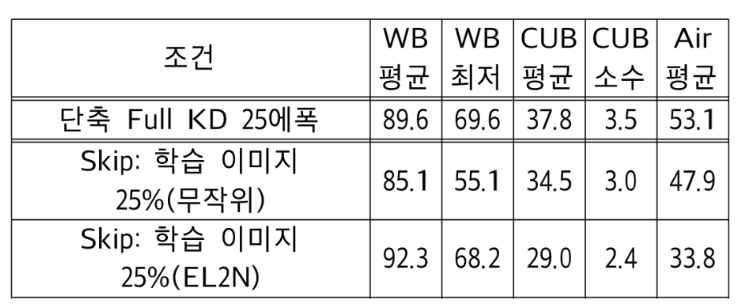 조건 WB 평균 WB 최저 CUB 평균 CUB 소수 Air 평균
단축 Full KD 25에폭 89.6 69.6 37.8 3.5 53.1
Skip: 학습 이미지 25%(무작위) 85.1 55.1 34.5 3.0 47.9
Skip: 학습 이미지 25%(EL2N) 92.3 68.2 29.0 2.4 33.8